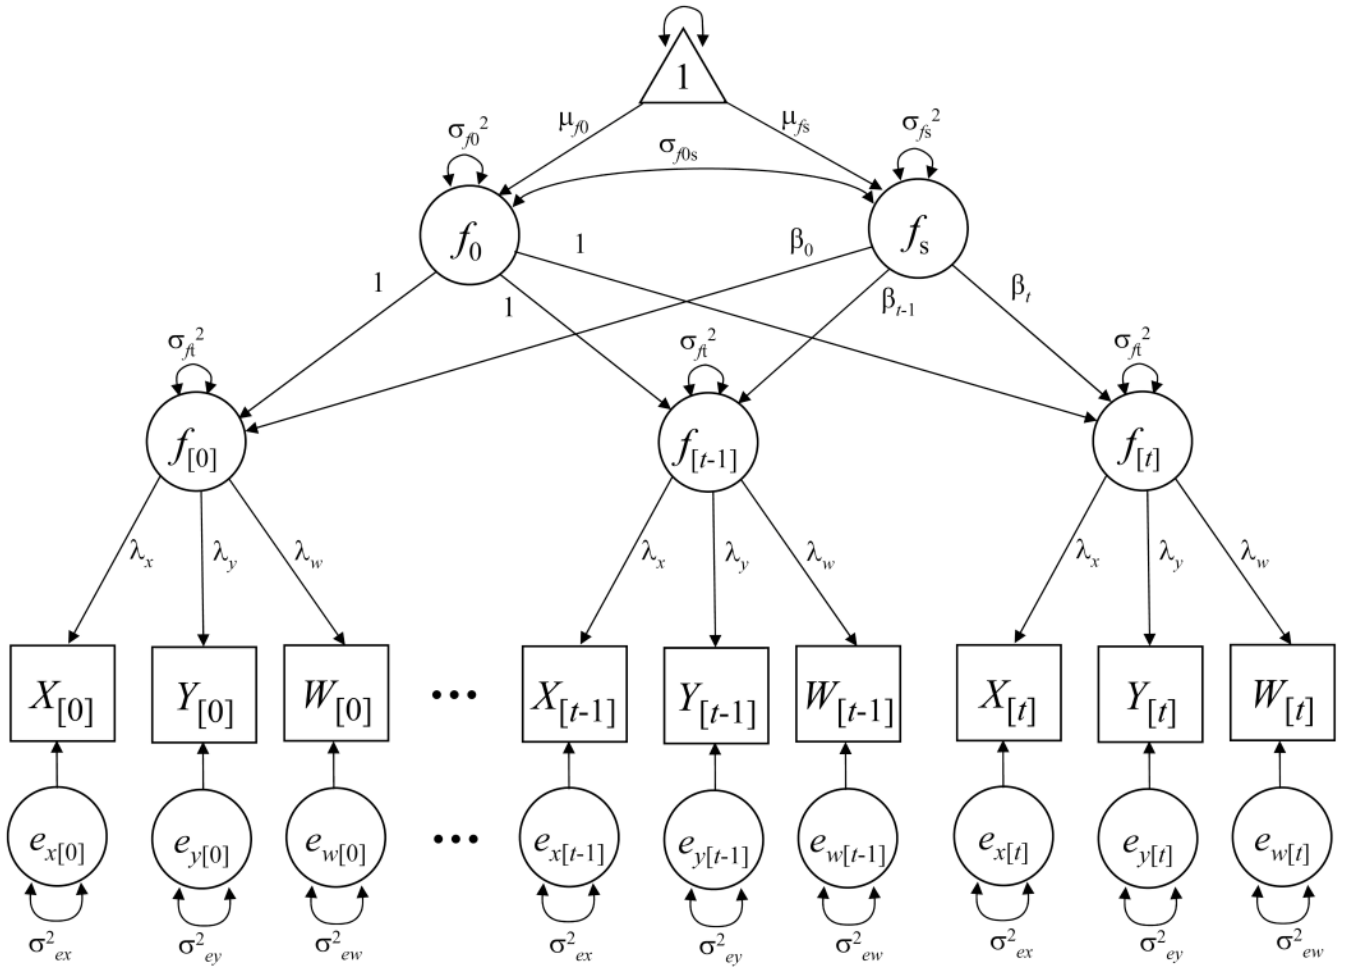 1
μf0 μfs
σf0² σfs²
σf0s
f0 fs
1 β0
1 1 βt-1 βt
σft² σft² σft²
f[0] f[t-1] f[t]
λx λy λw λx λy λw λx λy λw
X[0] Y[0] W[0] ••• X[t-1] Y[t-1] W[t-1] X[t] Y[t] W[t]
ex[0] ey[0] ew[0] ••• ex[t-1] ey[t-1] ew[t-1] ex[t] ey[t] ew[t]
σ²ex σ²ey σ²ew σ²ex σ²ey σ²ew σ²ex σ²ey σ²ew